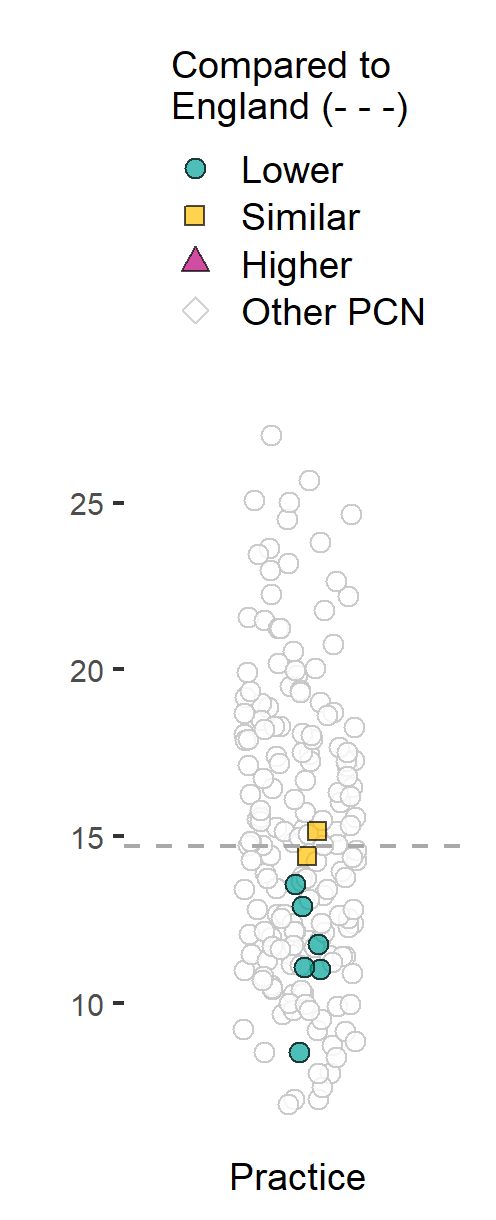 Compared to
England (- - -)
Lower
Similar
Higher
Other PCN
25
20
15
10
Practice